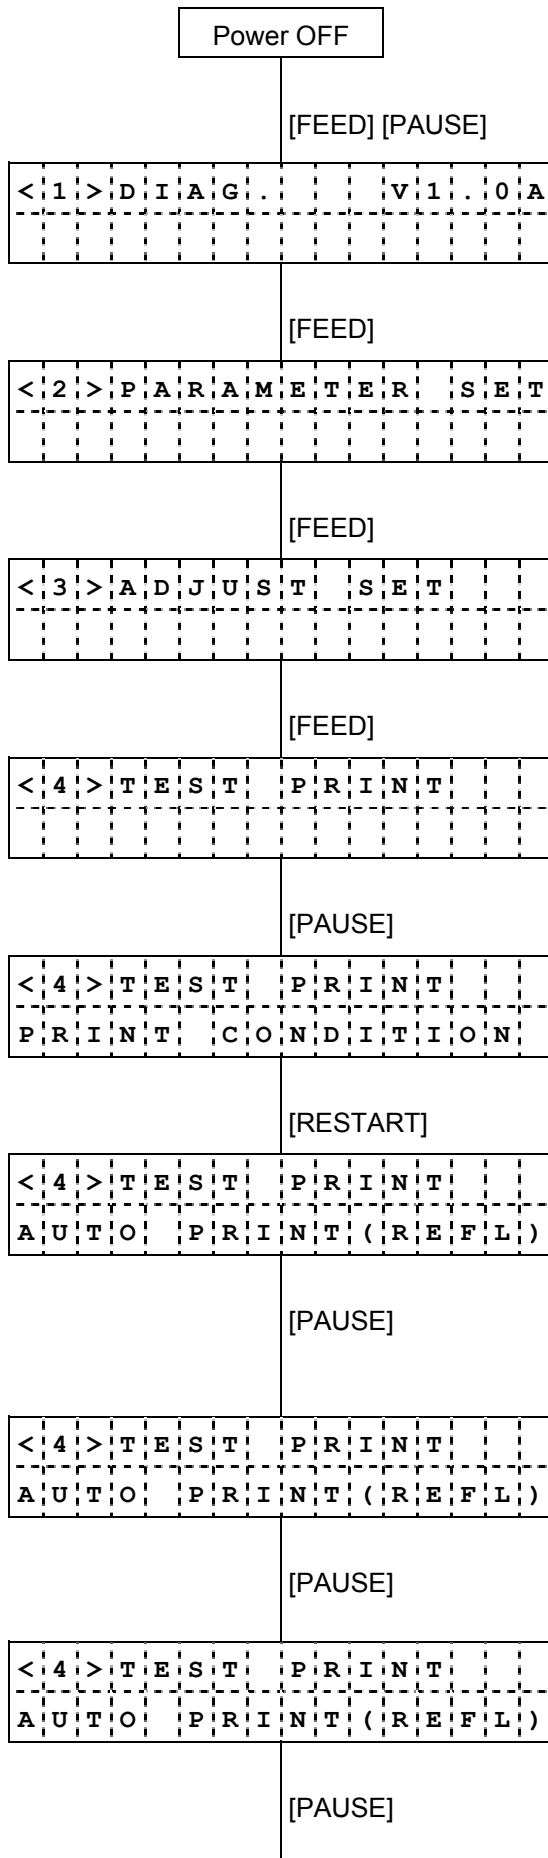 Power OFF
[FEED] [PAUSE]
<1>DIAG.   V1.0A
[FEED]
<2>PARAMETER SET
[FEED]
<3>ADJUST SET
[FEED]
<4>TEST PRINT
[PAUSE]
<4>TEST PRINT
PRINT CONDITION
[RESTART]
<4>TEST PRINT
AUTO PRINT(REFL)
[PAUSE]
<4>TEST PRINT
AUTO PRINT(REFL)
[PAUSE]
<4>TEST PRINT
AUTO PRINT(REFL)
[PAUSE]